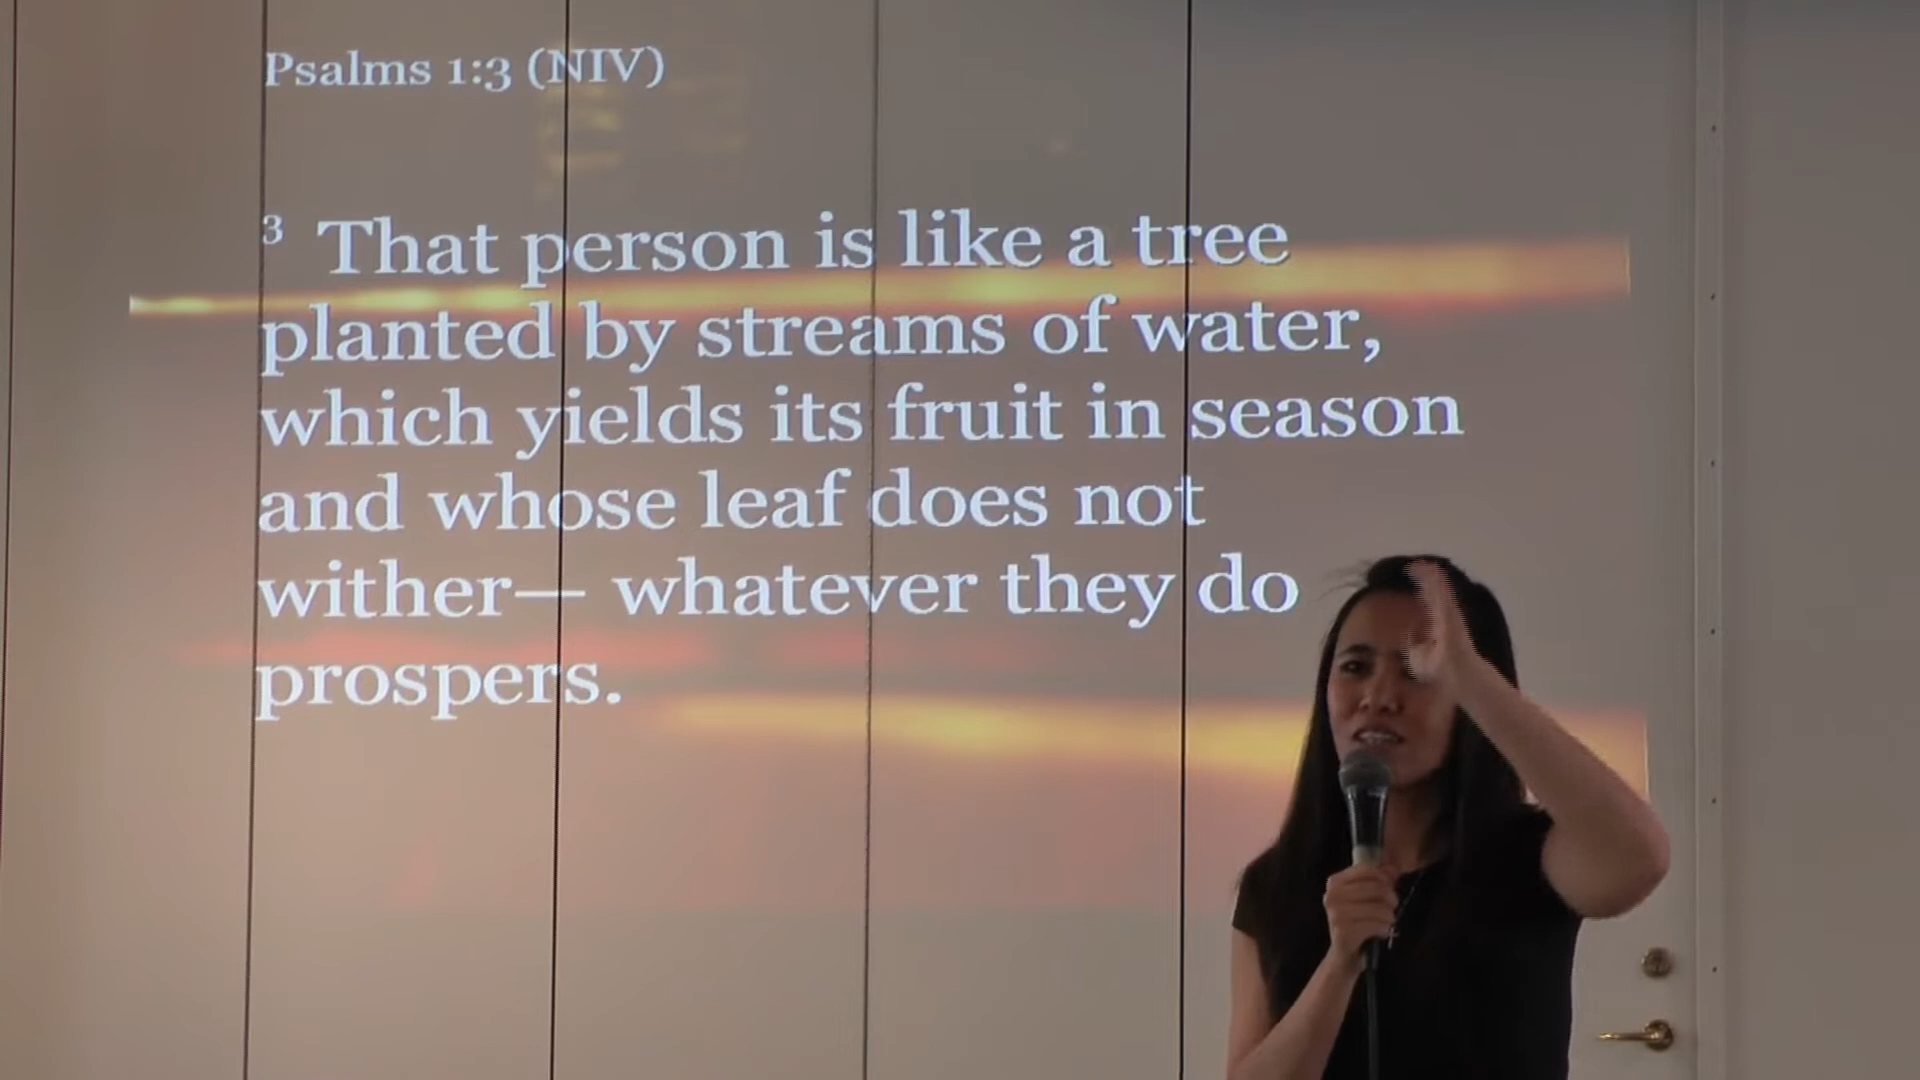 Psalms 1:3 (NIV)
3 That person is like a tree
planted by streams of water,
which yields its fruit in season
and whose leaf does not
wither— whatever they do
prospers.